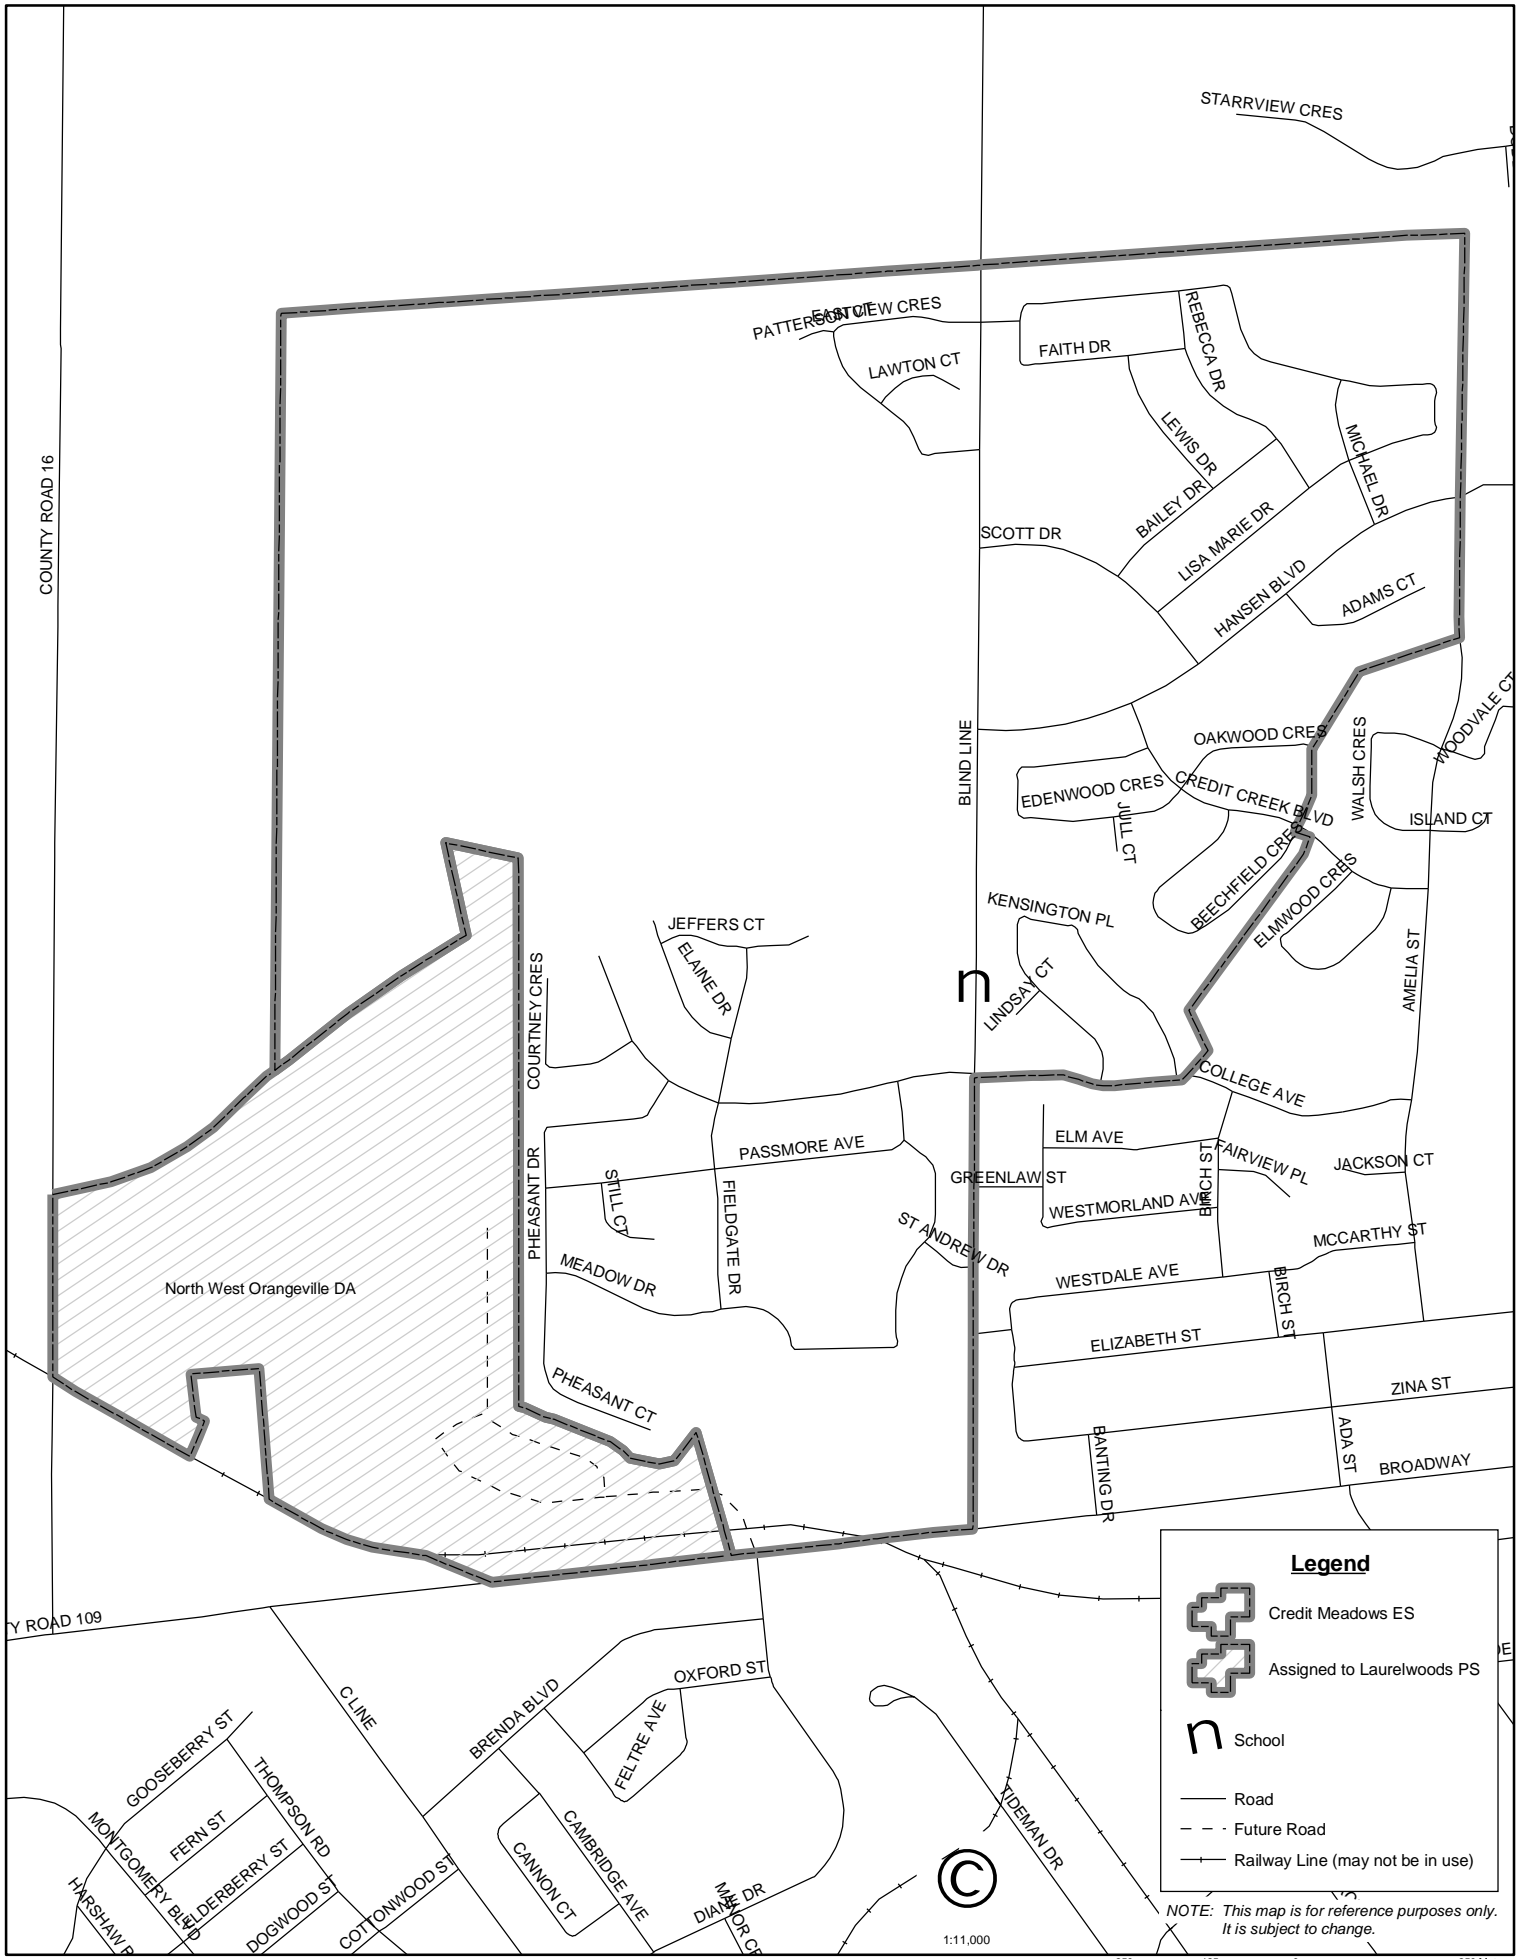 STARRVIEW CRES
PATTERSON CT
EASTVIEW CRES
REBECCA DR
FAITH DR
LAWTON CT
LEWIS DR
MICHAEL DR
COUNTY ROAD 16
BAILEY DR
SCOTT DR
LISA MARIE DR
HANSEN BLVD
ADAMS CT
WOODVALE CT
BLIND LINE
OAKWOOD CRES
WALSH CRES
EDENWOOD CRES
CREDIT CREEK BLVD
JULL CT
ISLAND CT
BEECHFIELD CRES
ELMWOOD CRES
KENSINGTON PL
JEFFERS CT
ELAINE DR
COURTNEY CRES
n
LINDSAY CT
AMELIA ST
COLLEGE AVE
PHEASANT DR
PASSMORE AVE
ELM AVE
FAIRVIEW PL
JACKSON CT
STILL CT
FIELDGATE DR
GREENLAW ST
BIRCH ST
WESTMORLAND AVE
ST ANDREW DR
MCCARTHY ST
North West Orangeville DA
MEADOW DR
WESTDALE AVE
BIRCH ST
ELIZABETH ST
PHEASANT CT
ZINA ST
BANTING DR
ADA ST
BROADWAY
Y ROAD 109
C LINE
BRENDA BLVD
OXFORD ST
FELTRE AVE
GOOSEBERRY ST
THOMPSON RD
MONTGOMERY BLVD
FERN ST
ELDERBERRY ST
HARSHAW R
DOGWOOD ST
COTTONWOOD ST
CANNON CT
CAMBRIDGE AVE
DIANE DR
MANOR CR
TIDEMAN DR
©
1:11,000
Legend
Credit Meadows ES
Assigned to Laurelwoods PS
n School
Road
Future Road
Railway Line (may not be in use)
NOTE: This map is for reference purposes only.
It is subject to change.